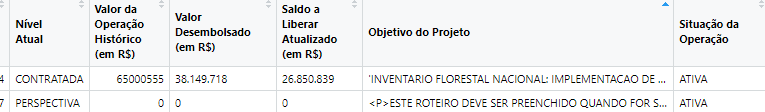 Nível Atual | Valor da Operação Histórico (em R$) | Valor Desembolsado (em R$) | Saldo a Liberar Atualizado (em R$) | Objetivo do Projeto | Situação da Operação
4 | CONTRATADA | 65000555 | 38.149.718 | 26.850.839 | 'INVENTARIO FLORESTAL NACIONAL: IMPLEMENTACAO DE ... | ATIVA
7 | PERSPECTIVA | 0 | 0 | 0 | <P>ESTE ROTEIRO DEVE SER PREENCHIDO QUANDO FOR S... | ATIVA